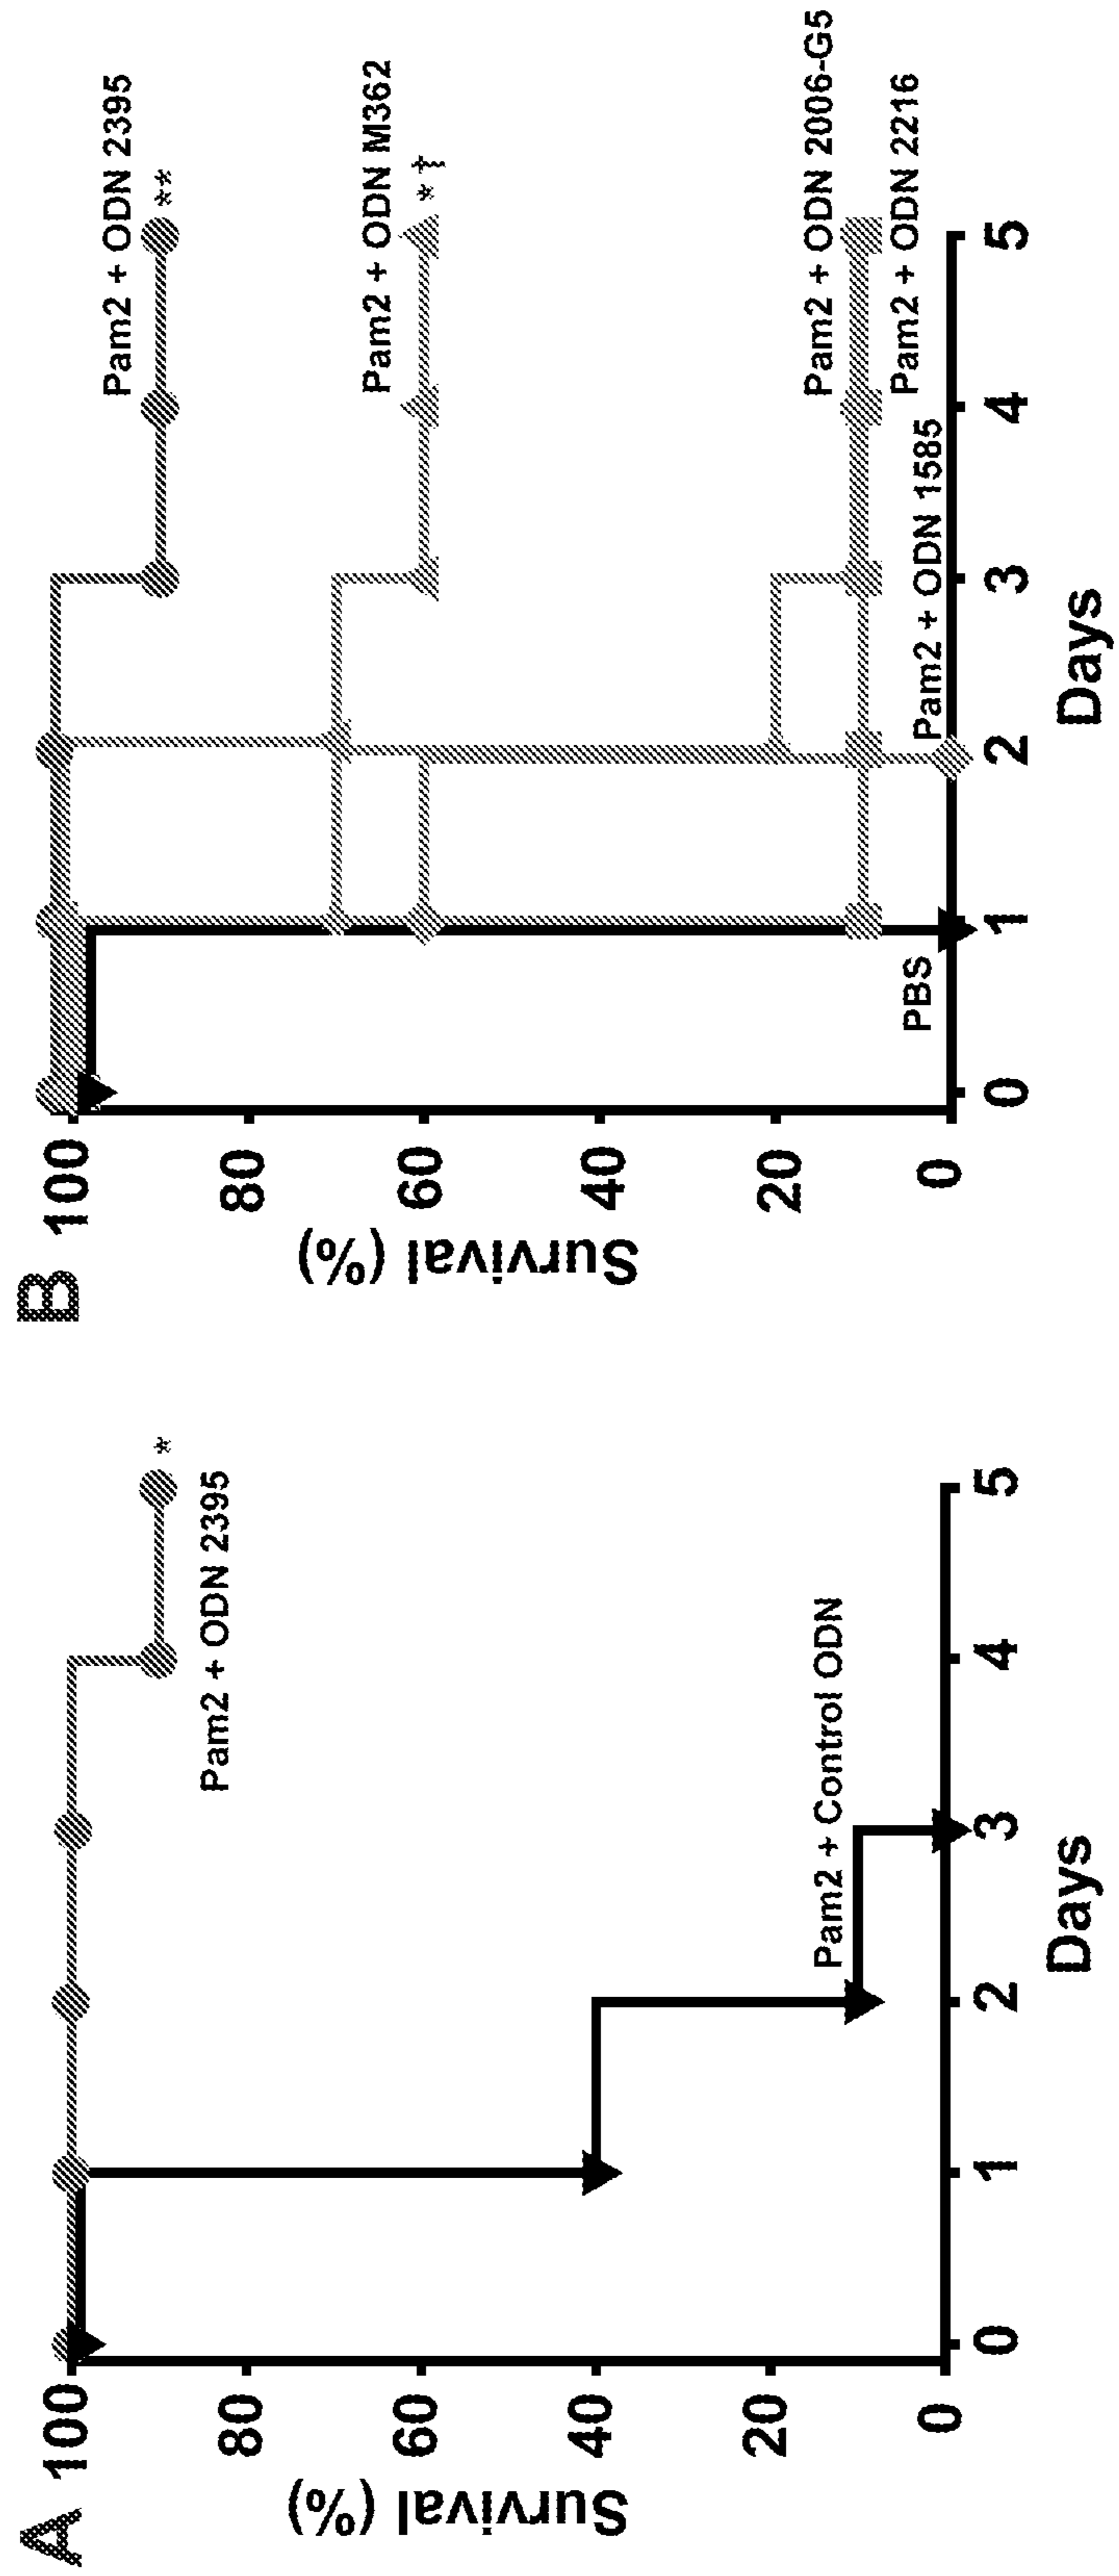 A
Survival (%)
100
80
60
40
20
0
Pam2 + ODN 2395
*
Pam2 + Control ODN
0 1 2 3 4 5
Days
B
Survival (%)
100
80
60
40
20
0
Pam2 + ODN 2395
**
Pam2 + ODN M362
*†
Pam2 + ODN 2006-G5
Pam2 + ODN 2216
Pam2 + ODN 1585
PBS
0 1 2 3 4 5
Days